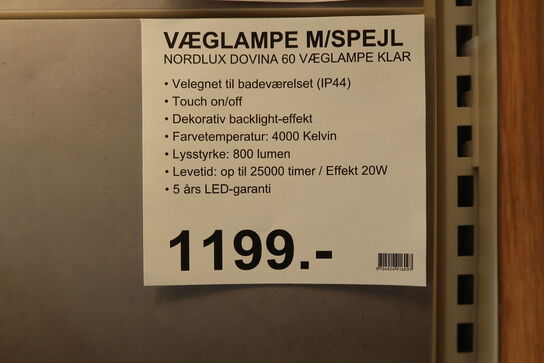 VÆGLAMPE M/SPEJL
NORDLUX DOVINA 60 VÆGLAMPE KLAR
• Velegnet til badeværelset (IP44)
• Touch on/off
• Dekorativ backlight-effekt
• Farvetemperatur: 4000 Kelvin
• Lysstyrke: 800 lumen
• Levetid: op til 25000 timer / Effekt 20W
• 5 års LED-garanti
1199.-